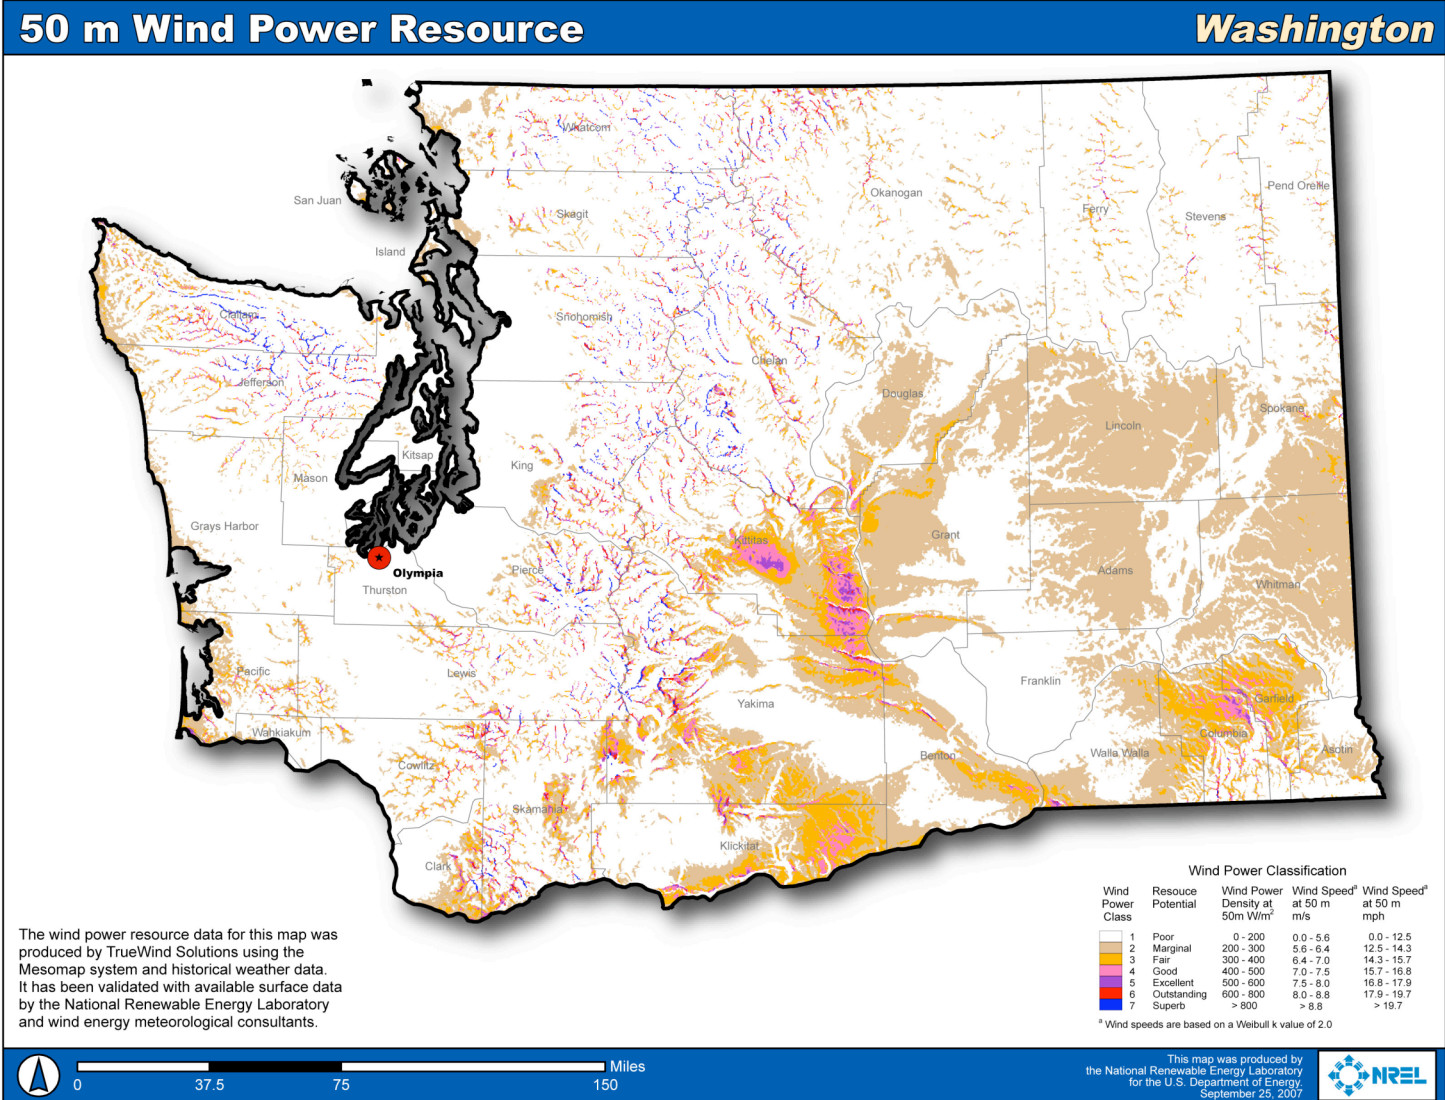 50 m Wind Power Resource
Washington
Whatcom
Okanogan
Pend Oreille
San Juan
Skagit
Ferry
Stevens
Island
Clallam
Snohomish
Chelan
Jefferson
Douglas
Spokane
Lincoln
Kitsap
King
Mason
Grays Harbor
Kittitas
Grant
Olympia
Pierce
Adams
Whitman
Thurston
Pacific
Lewis
Yakima
Franklin
Garfield
Wahkiakum
Columbia
Cowlitz
Benton
Walla Walla
Asotin
Skamania
Klickitat
Clark
Wind Power Classification
Wind Power Class
Resouce Potential
Wind Power Density at 50m W/m²
Wind Speedᵃ at 50 m m/s
Wind Speedᵃ at 50 m mph
1 Poor 0 - 200 0.0 - 5.6 0.0 - 12.5
2 Marginal 200 - 300 5.6 - 6.4 12.5 - 14.3
3 Fair 300 - 400 6.4 - 7.0 14.3 - 15.7
4 Good 400 - 500 7.0 - 7.5 15.7 - 16.8
5 Excellent 500 - 600 7.5 - 8.0 16.8 - 17.9
6 Outstanding 600 - 800 8.0 - 8.8 17.9 - 19.7
7 Superb > 800 > 8.8 > 19.7
ᵃ Wind speeds are based on a Weibull k value of 2.0
The wind power resource data for this map was
produced by TrueWind Solutions using the
Mesomap system and historical weather data.
It has been validated with available surface data
by the National Renewable Energy Laboratory
and wind energy meteorological consultants.
Miles
0 37.5 75 150
This map was produced by
the National Renewable Energy Laboratory
for the U.S. Department of Energy.
September 25, 2007
NREL